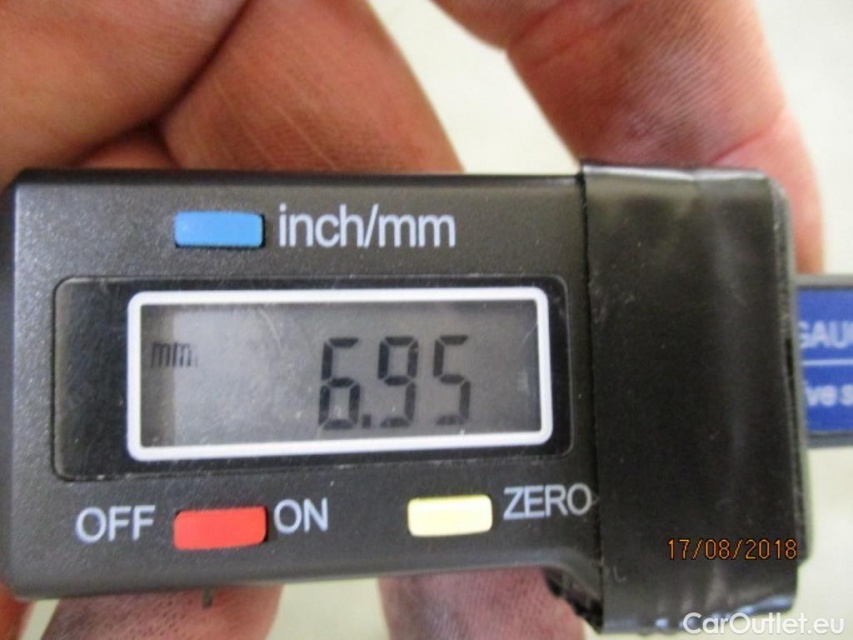 inch/mm
mm
6.95
OFF ON
ZERO
17/08/2018
CarOutlet.eu